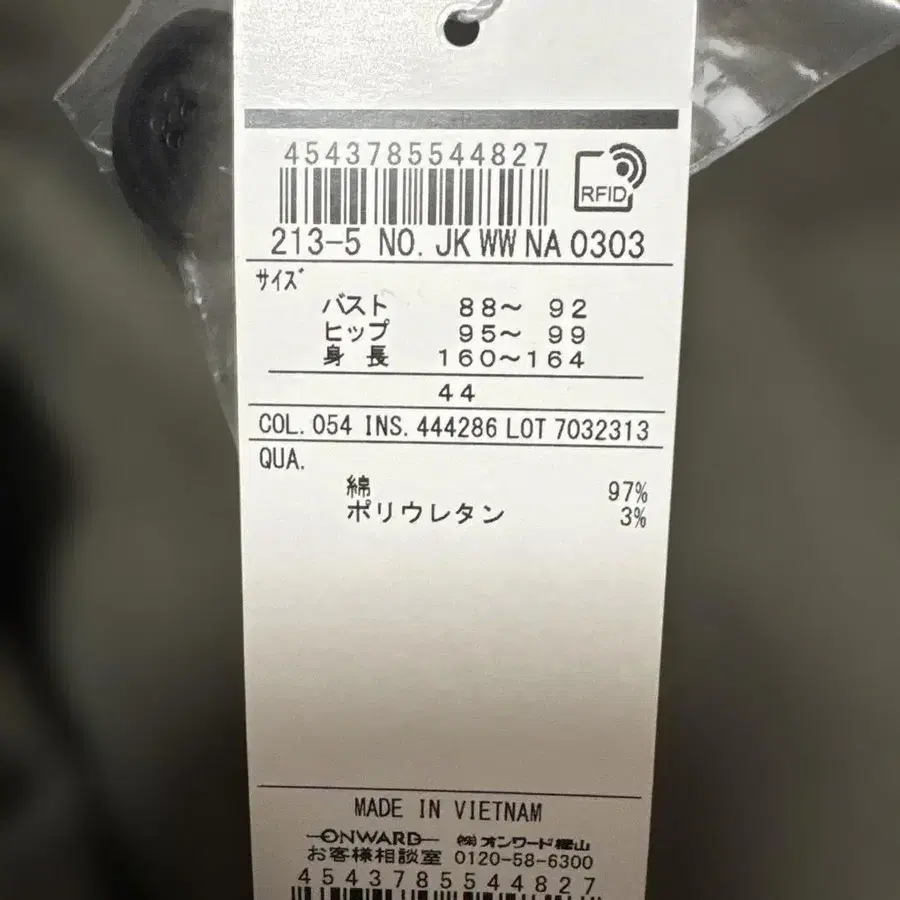 4543785544827
RFID
213-5 NO. JK WW NA 0303
サイズ
バスト 88～ 92
ヒップ 95～ 99
身長 160～164
44
COL. 054 INS. 444286 LOT 7032313
QUA.
綿 97%
ポリウレタン 3%
MADE IN VIETNAM
ONWARD ㈱オンワード樫山
お客様相談室 0120-58-6300
4543785544827